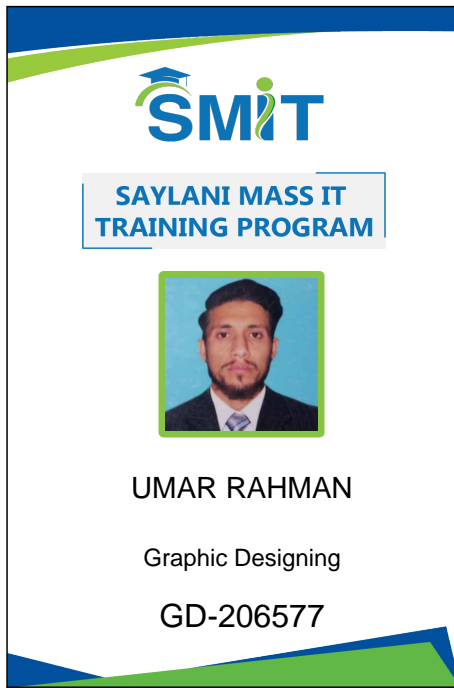 SMIT
SAYLANI MASS IT
TRAINING PROGRAM
UMAR RAHMAN
Graphic Designing
GD-206577